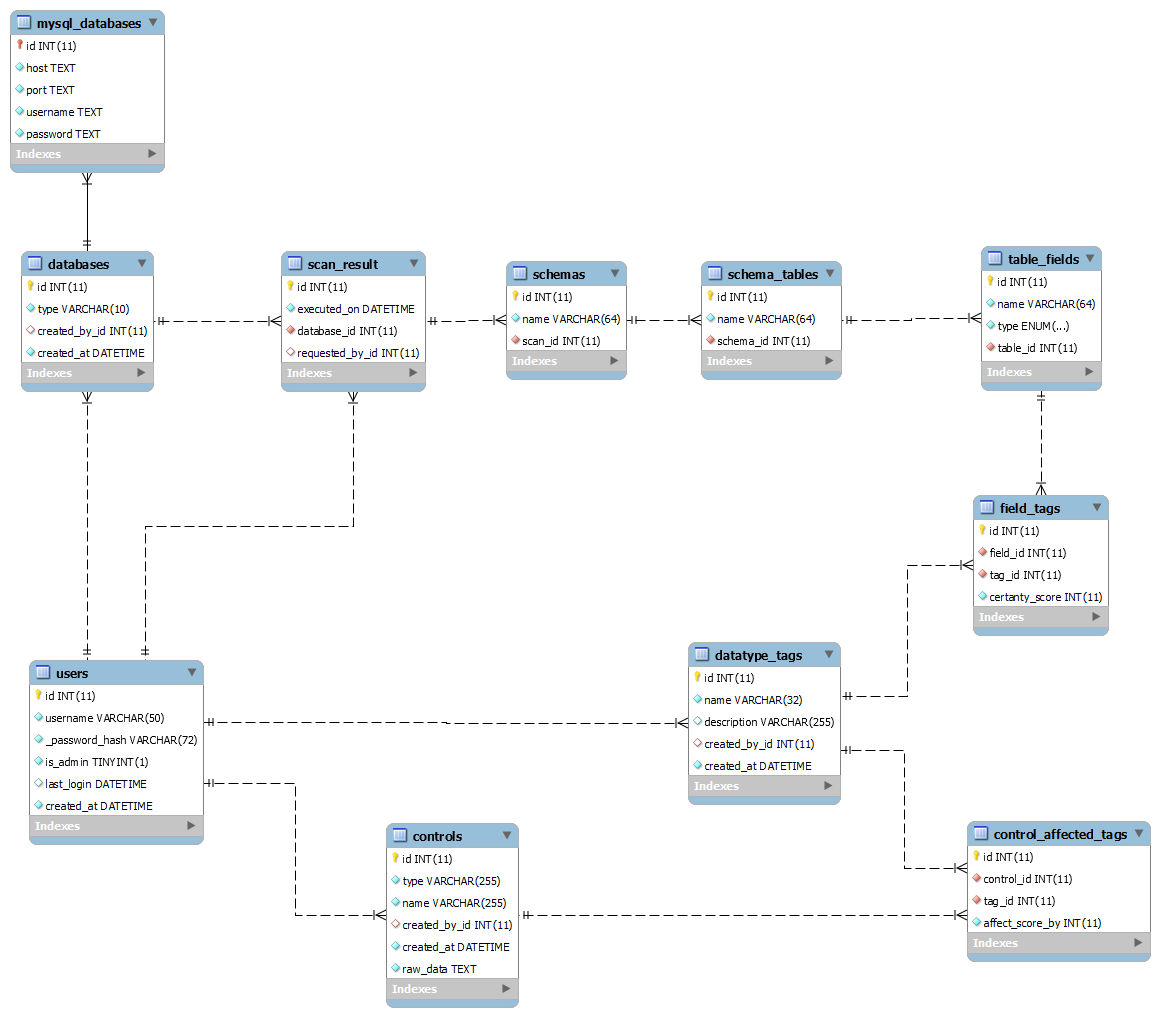 mysql_databases
id INT(11)
host TEXT
port TEXT
username TEXT
password TEXT
Indexes
databases
id INT(11)
type VARCHAR(10)
created_by_id INT(11)
created_at DATETIME
Indexes
scan_result
id INT(11)
executed_on DATETIME
database_id INT(11)
requested_by_id INT(11)
Indexes
schemas
id INT(11)
name VARCHAR(64)
scan_id INT(11)
Indexes
schema_tables
id INT(11)
name VARCHAR(64)
schema_id INT(11)
Indexes
table_fields
id INT(11)
name VARCHAR(64)
type ENUM(...)
table_id INT(11)
Indexes
field_tags
id INT(11)
field_id INT(11)
tag_id INT(11)
certanty_score INT(11)
Indexes
users
id INT(11)
username VARCHAR(50)
_password_hash VARCHAR(72)
is_admin TINYINT(1)
last_login DATETIME
created_at DATETIME
Indexes
datatype_tags
id INT(11)
name VARCHAR(32)
description VARCHAR(255)
created_by_id INT(11)
created_at DATETIME
Indexes
controls
id INT(11)
type VARCHAR(255)
name VARCHAR(255)
created_by_id INT(11)
created_at DATETIME
raw_data TEXT
Indexes
control_affected_tags
id INT(11)
control_id INT(11)
tag_id INT(11)
affect_score_by INT(11)
Indexes